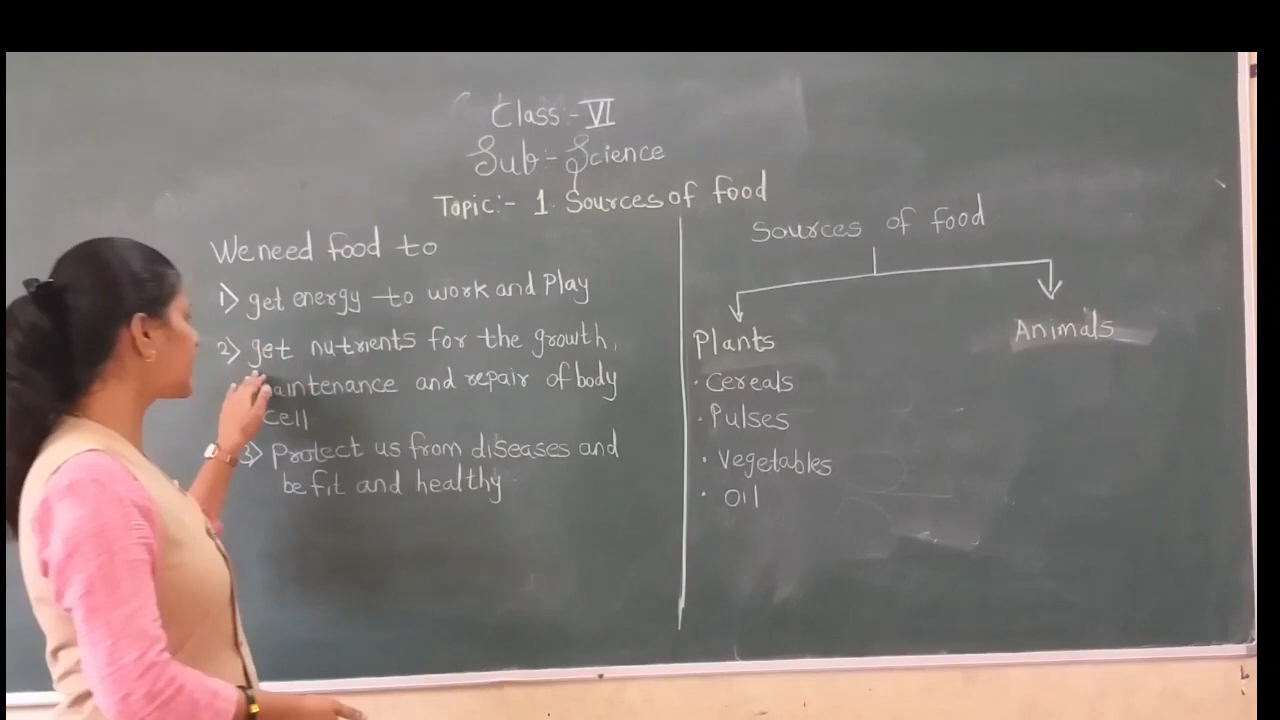 Class:- VI
Sub:- Science
Topic:- 1. Sources of food
We need food to
1> get energy to work and Play
2> get nutrients for the growth,
maintenance and repair of body
cell
3> Protect us from diseases and
be fit and healthy
Sources of food
Plants
Animals
· Cereals
· Pulses
· Vegetables
· Oil